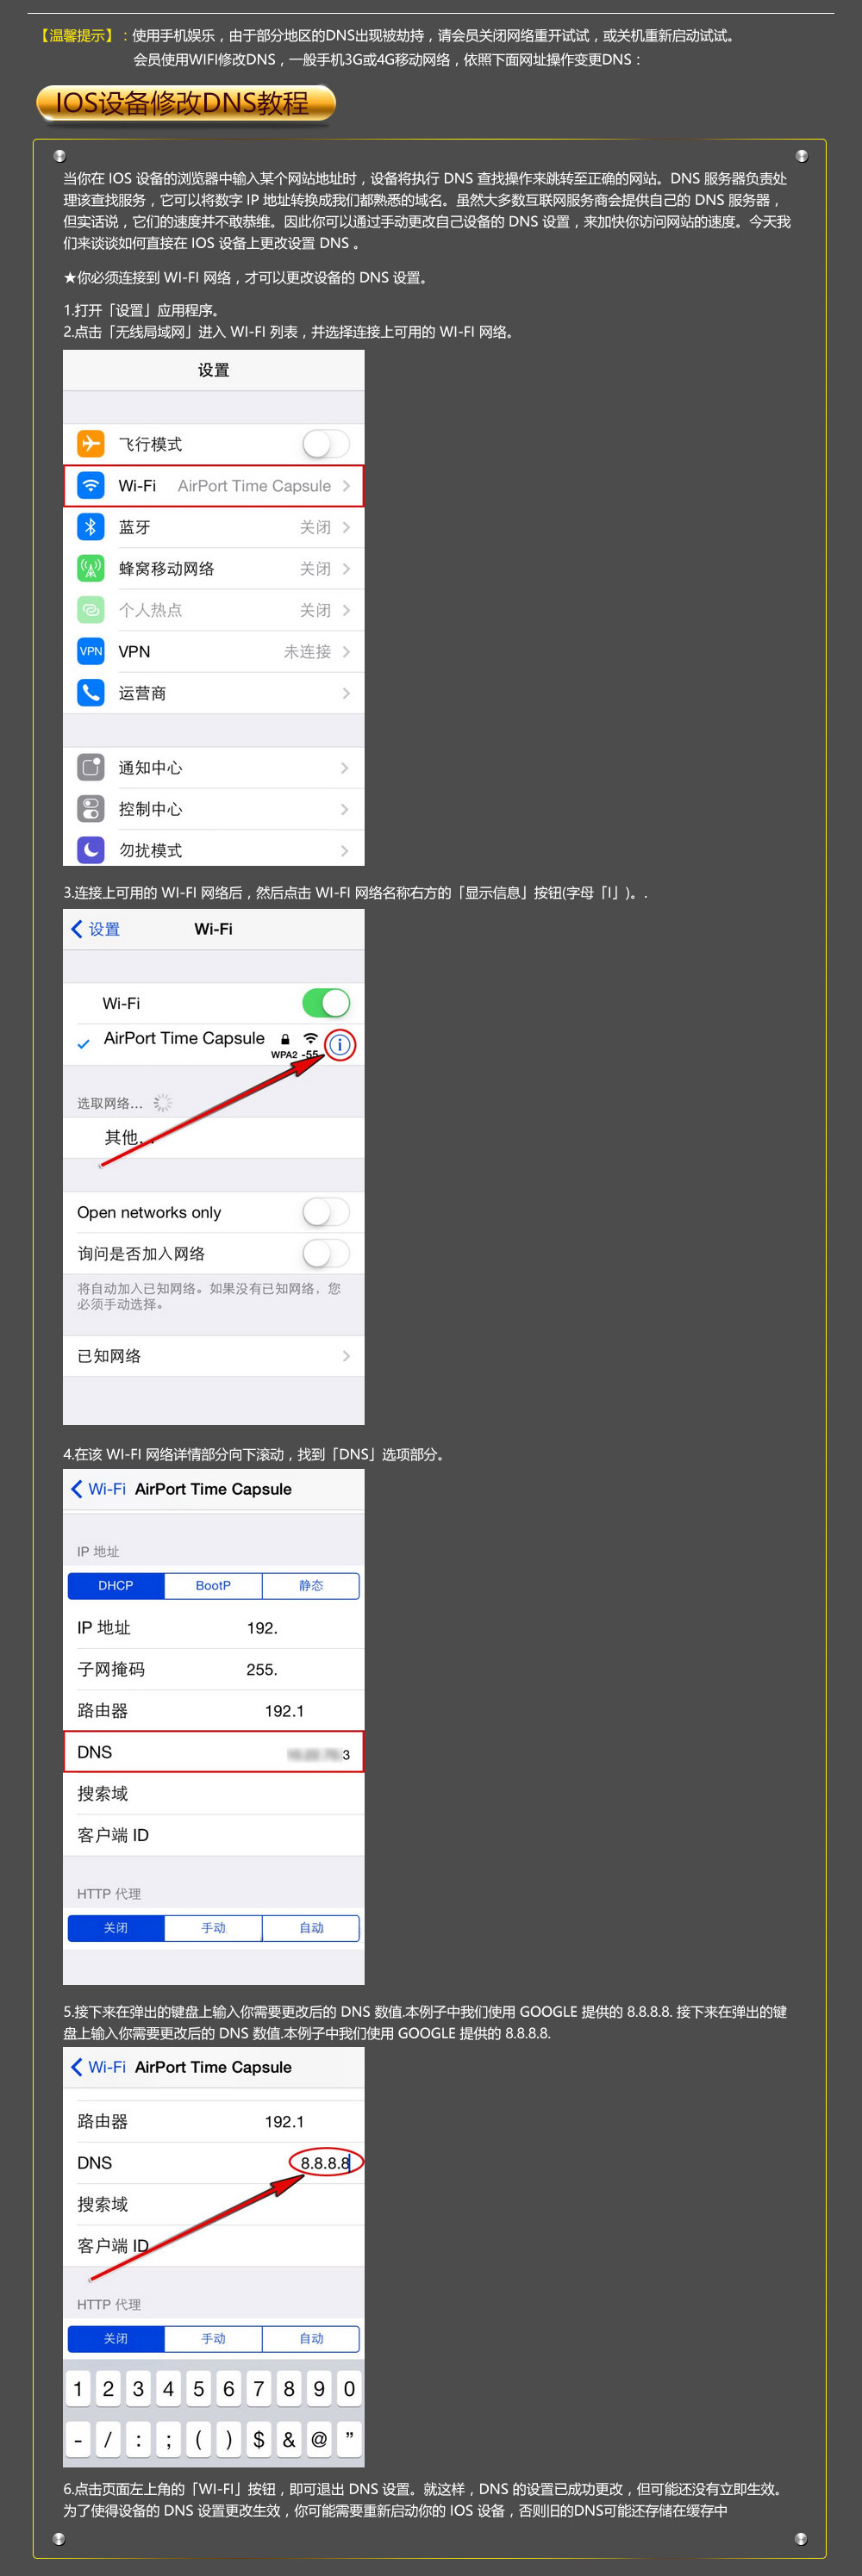 【温馨提示】：使用手机娱乐，由于部分地区的DNS出现被劫持，请会员关闭网络重开试试，或关机重新启动试试。
会员使用WIFI修改DNS，一般手机3G或4G移动网络，依照下面网址操作变更DNS：
IOS设备修改DNS教程
当你在 IOS 设备的浏览器中输入某个网站地址时，设备将执行 DNS 查找操作来跳转至正确的网站。DNS 服务器负责处
理该查找服务，它可以将数字 IP 地址转换成我们都熟悉的域名。虽然大多数互联网服务商会提供自己的 DNS 服务器，
但实话说，它们的速度并不敢恭维。因此你可以通过手动更改自己设备的 DNS 设置，来加快你访问网站的速度。今天我
们来谈谈如何直接在 IOS 设备上更改设置 DNS 。
★你必须连接到 WI-FI 网络，才可以更改设备的 DNS 设置。
1.打开「设置」应用程序。
2.点击「无线局域网」进入 WI-FI 列表，并选择连接上可用的 WI-FI 网络。
设置
飞行模式
Wi-Fi AirPort Time Capsule
蓝牙 关闭
蜂窝移动网络 关闭
个人热点 关闭
VPN VPN 未连接
运营商
通知中心
控制中心
勿扰模式
3.连接上可用的 WI-FI 网络后，然后点击 WI-FI 网络名称右方的「显示信息」按钮(字母「I」)。.
设置 Wi-Fi
Wi-Fi
AirPort Time Capsule
WPA2 -55
选取网络...
其他...
Open networks only
询问是否加入网络
将自动加入已知网络。如果没有已知网络，您
必须手动选择。
已知网络
4.在该 WI-FI 网络详情部分向下滚动，找到「DNS」选项部分。
Wi-Fi AirPort Time Capsule
IP 地址
DHCP BootP 静态
IP 地址 192.
子网掩码 255.
路由器 192.1
DNS 3
搜索域
客户端 ID
HTTP 代理
关闭 手动 自动
5.接下来在弹出的键盘上输入你需要更改后的 DNS 数值.本例子中我们使用 GOOGLE 提供的 8.8.8.8. 接下来在弹出的键
盘上输入你需要更改后的 DNS 数值.本例子中我们使用 GOOGLE 提供的 8.8.8.8.
Wi-Fi AirPort Time Capsule
路由器 192.1
DNS 8.8.8.8
搜索域
客户端 ID
HTTP 代理
关闭 手动 自动
1 2 3 4 5 6 7 8 9 0
- / : ; ( ) $ & @ ”
6.点击页面左上角的「WI-FI」按钮，即可退出 DNS 设置。就这样，DNS 的设置已成功更改，但可能还没有立即生效。
为了使得设备的 DNS 设置更改生效，你可能需要重新启动你的 IOS 设备，否则旧的DNS可能还存储在缓存中